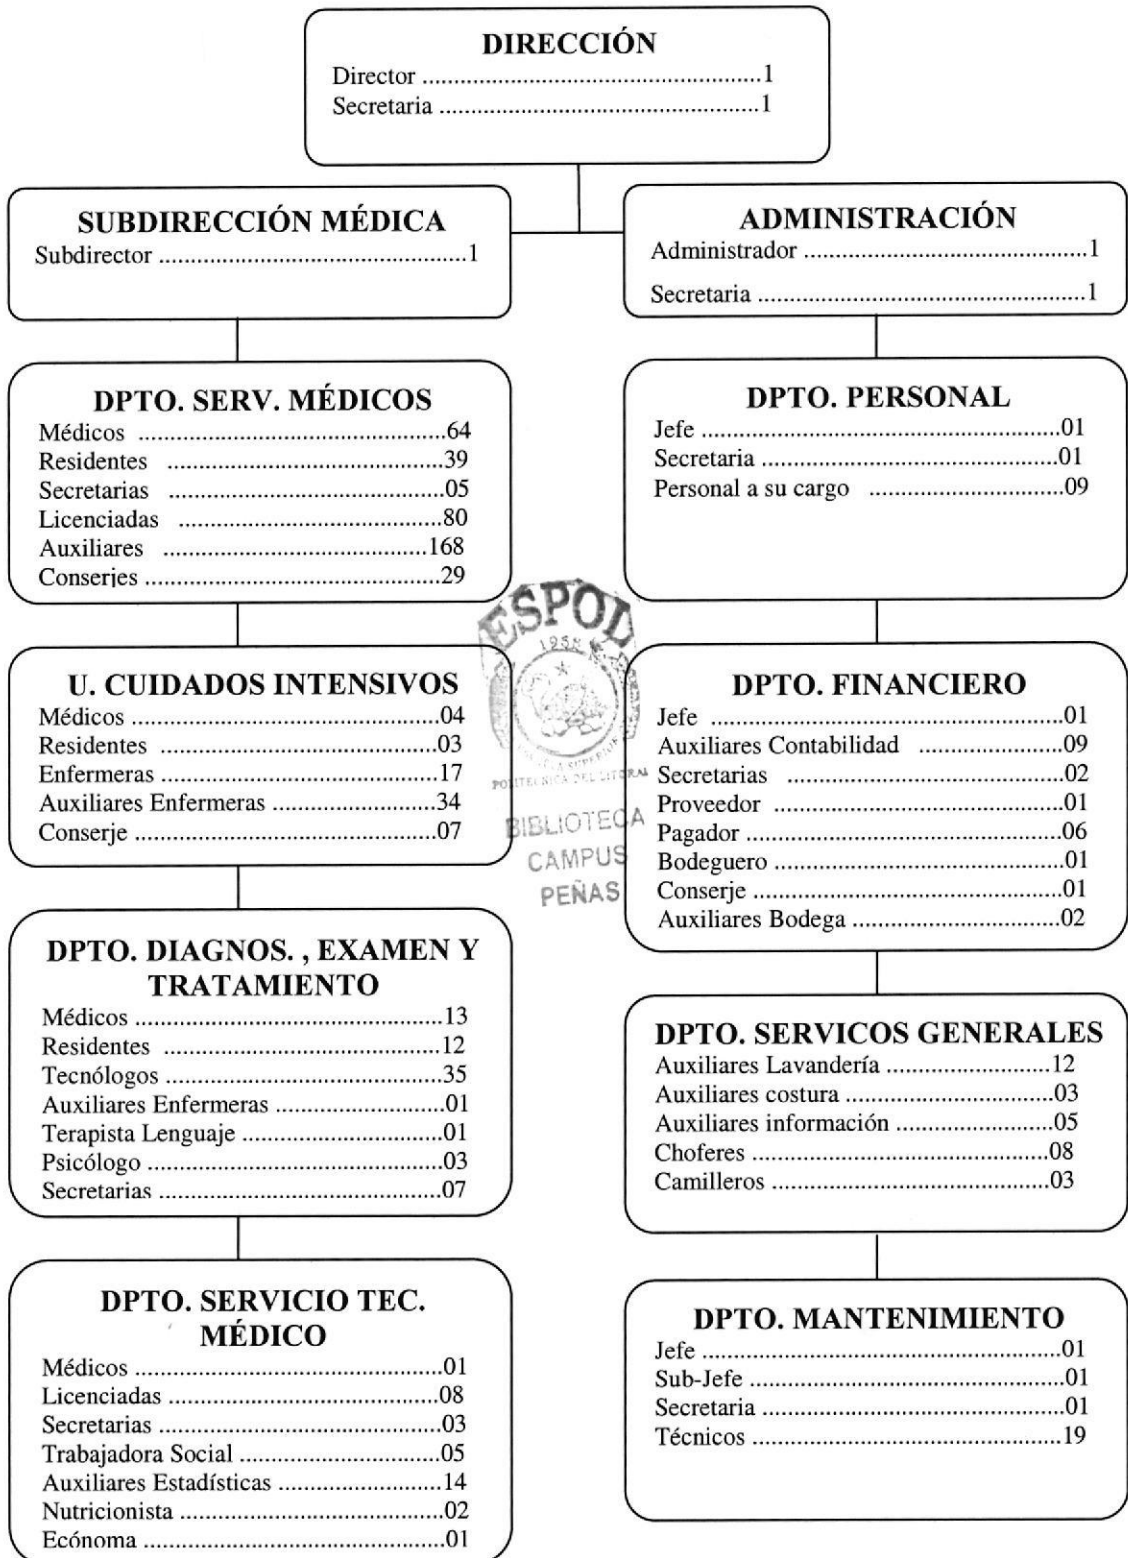 DIRECCIÓN
Director ......................................................1
Secretaria ...................................................1
SUBDIRECCIÓN MÉDICA
Subdirector .................................................1
ADMINISTRACIÓN
Administrador .............................................1
Secretaria ....................................................1
DPTO. SERV. MÉDICOS
Médicos .................................................64
Residentes ............................................39
Secretarias ............................................05
Licenciadas ..........................................80
Auxiliares ..........................................168
Conserjes ...............................................29
DPTO. PERSONAL
Jefe .........................................................01
Secretaria ...............................................01
Personal a su cargo ...............................09
U. CUIDADOS INTENSIVOS
Médicos .................................................04
Residentes ............................................03
Enfermeras .............................................17
Auxiliares Enfermeras ..........................34
Conserje ................................................07
DPTO. FINANCIERO
Jefe ........................................................01
Auxiliares Contabilidad .......................09
Secretarias ............................................02
Proveedor ..............................................01
Pagador ..................................................06
Bodeguero .............................................01
Conserje .................................................01
Auxiliares Bodega .................................02
ESPOL
1958
POLITECNICA DEL LITORAL
BIBLIOTECA
CAMPUS
PEÑAS
DPTO. DIAGNOS. , EXAMEN Y
TRATAMIENTO
Médicos .................................................13
Residentes ............................................12
Tecnólogos ............................................35
Auxiliares Enfermeras ...........................01
Terapista Lenguaje ................................01
Psicólogo ...............................................03
Secretarias ..............................................07
DPTO. SERVICOS GENERALES
Auxiliares Lavandería ..........................12
Auxiliares costura ..................................03
Auxiliares información ..........................05
Choferes ................................................08
Camilleros .............................................03
DPTO. SERVICIO TEC.
MÉDICO
Médicos .................................................01
Licenciadas ...........................................08
Secretarias ..............................................03
Trabajadora Social .................................05
Auxiliares Estadísticas ..........................14
Nutricionista ..........................................02
Ecónoma ................................................01
DPTO. MANTENIMIENTO
Jefe .........................................................01
Sub-Jefe ..................................................01
Secretaria ................................................01
Técnicos .................................................19